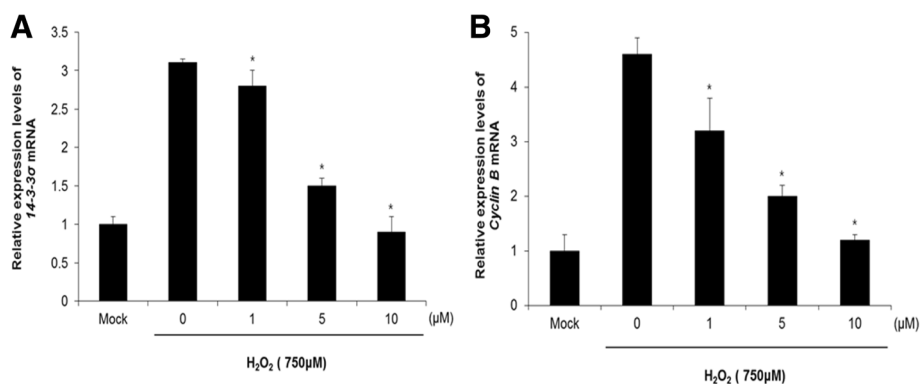 A
Relative expression levels of
14-3-3σ mRNA
3.5
3
2.5
2
1.5
1
0.5
0
*
*
*
Mock
0
1
5
10
(µM)
H₂O₂ ( 750µM)
B
Relative expression levels of
Cyclin B mRNA
5
4
3
2
1
0
*
*
*
Mock
0
1
5
10
(µM)
H₂O₂ ( 750µM)